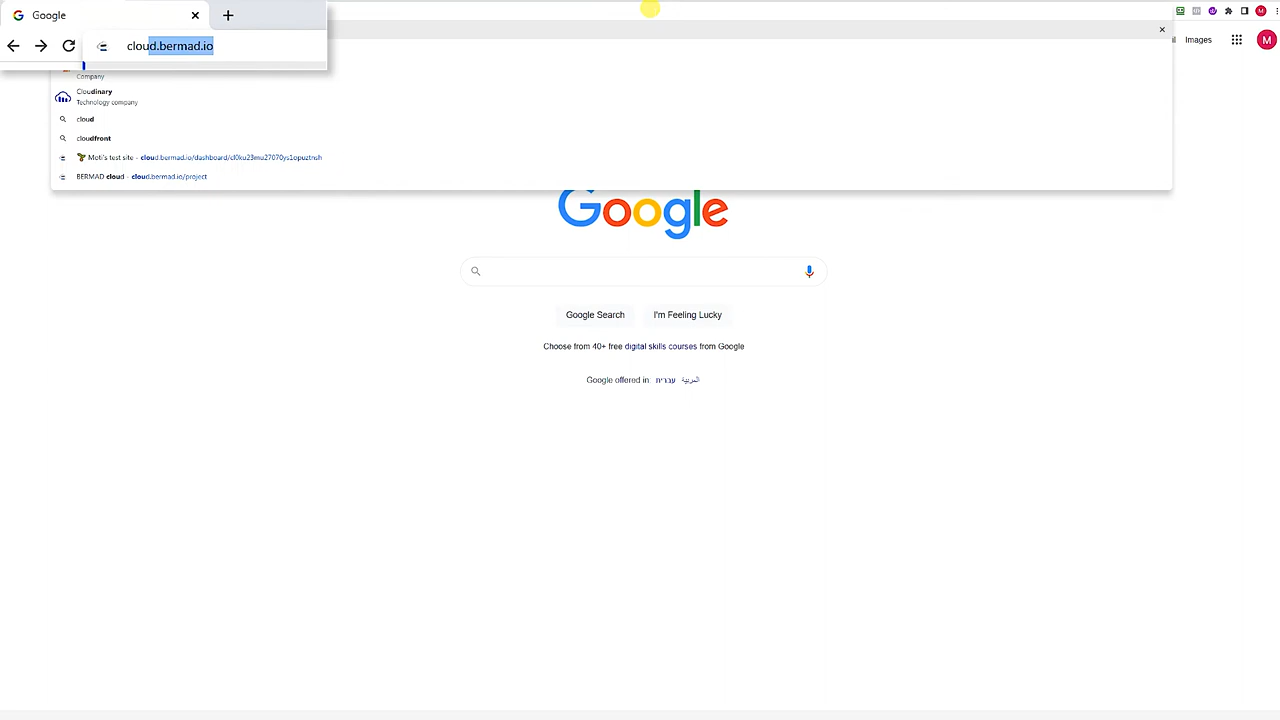 Google
cloud.bermad.io
M
Images
Company
Cloudinary
Technology company
cloud
cloudfront
Moti's test site - cloud.bermad.io/dashboard/cl0ku23mu27070ys1opuztnsh
BERMAD cloud - cloud.bermad.io/project
Google
Google Search
I'm Feeling Lucky
Choose from 40+ free digital skills courses from Google
Google offered in: עברית العربية